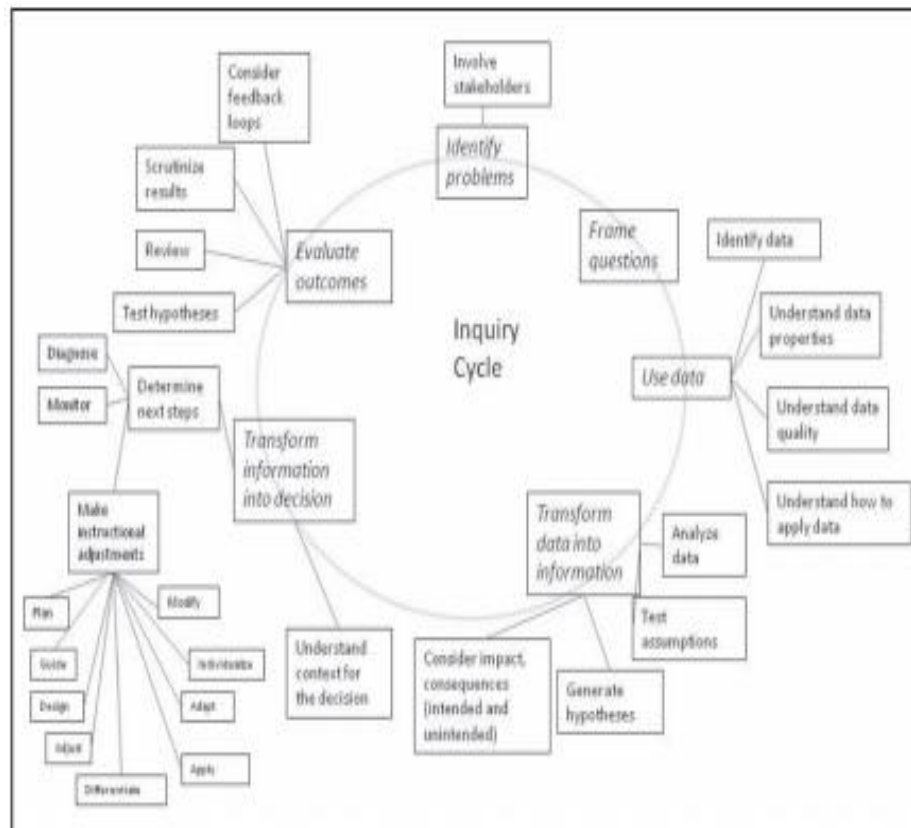 Involve
stakeholders
Identify
problems
Frame
questions
Identify data
Understand data
properties
Use data
Understand data
quality
Understand how to
apply data
Transform
data into
information
Analyze
data
Test
assumptions
Generate
hypotheses
Consider impact,
consequences
(intended and
unintended)
Transform
information
into decision
Understand
context for
the decision
Determine
next steps
Diagnose
Monitor
Make
instructional
adjustments
Plan
Guide
Design
Adjust
Differentiate
Apply
Adapt
Individualize
Modify
Evaluate
outcomes
Consider
feedback
loops
Scrutinize
results
Review
Test hypotheses
Inquiry
Cycle